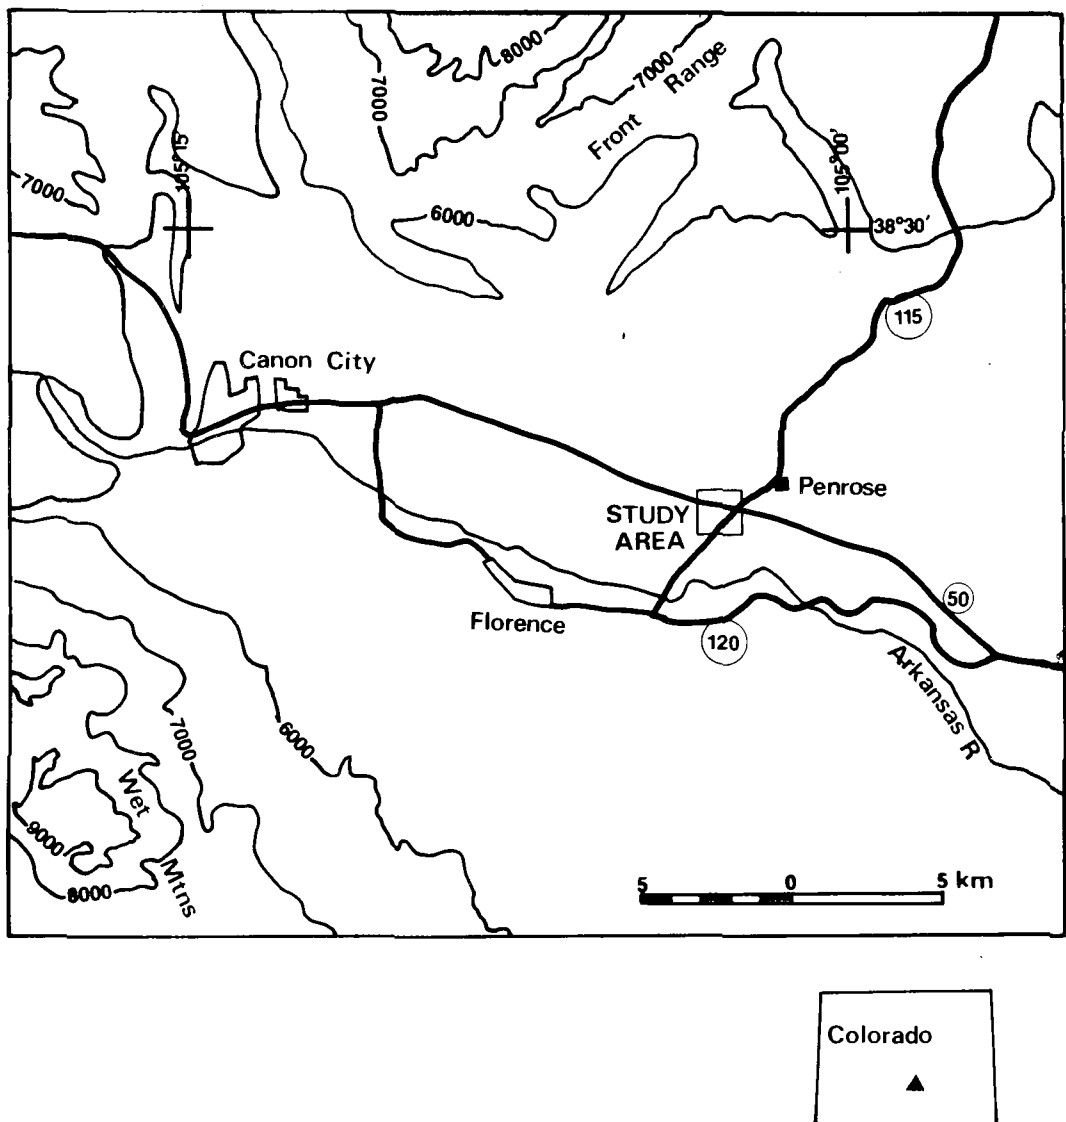 8000
7000
7000
Range
Front
105°15'
105°00'
7000
6000
38°30'
115
Canon City
Penrose
STUDY
AREA
50
Florence
120
Arkansas R
7000
6000
Wet
Mtns
9000
8000
5 0 5 km
Colorado